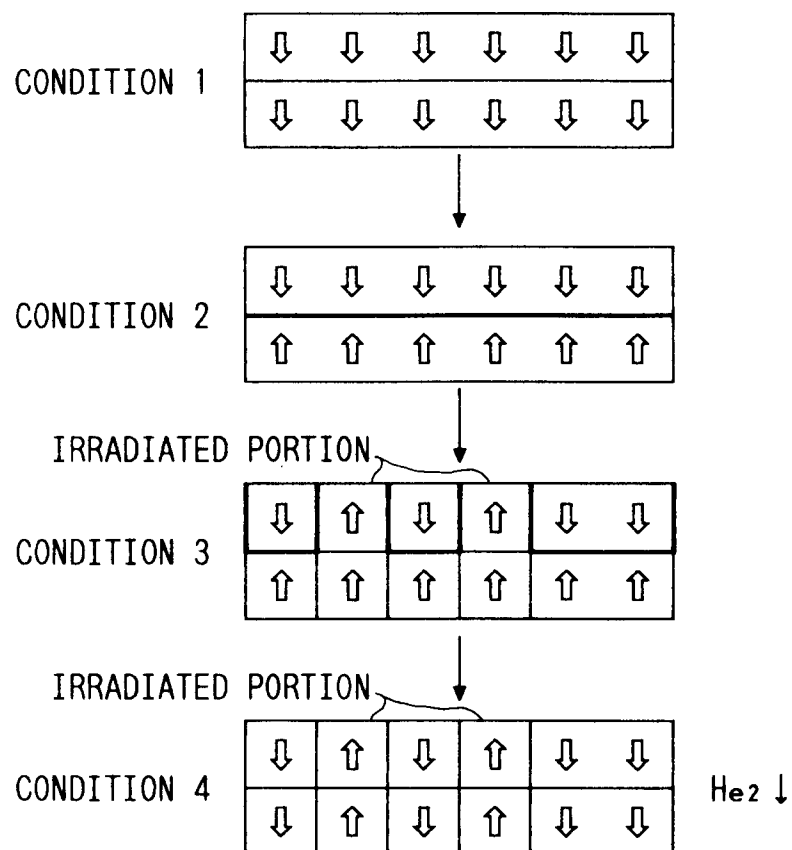 CONDITION 1
CONDITION 2
IRRADIATED PORTION
CONDITION 3
IRRADIATED PORTION
CONDITION 4
He2 ↓